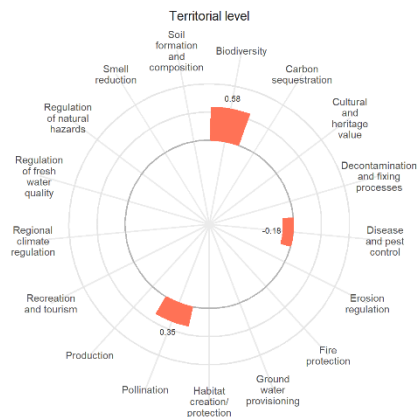 Territorial level
Soil
formation
and
composition
Biodiversity
Carbon
sequestration
Cultural
and
heritage
value
Decontamination
and fixing
processes
Disease
and pest
control
Erosion
regulation
Fire
protection
Ground
water
provisioning
Habitat
creation/
protection
Pollination
Production
Recreation
and tourism
Regional
climate
regulation
Regulation
of fresh
water
quality
Regulation
of natural
hazards
Smell
reduction
0.58
-0.16
0.35